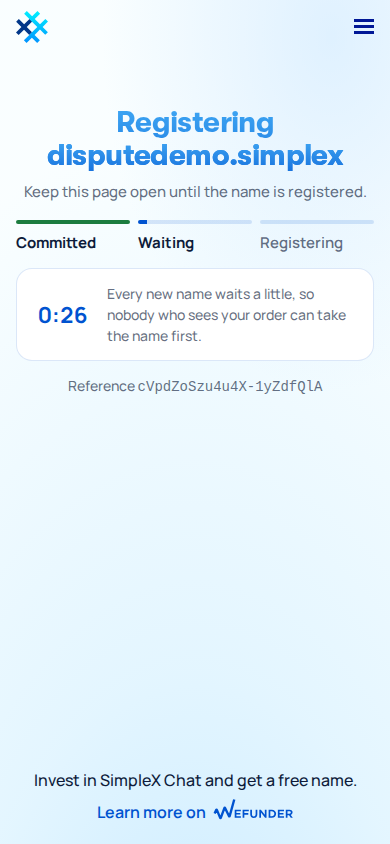 Registering
disputedemo.simplex
Keep this page open until the name is registered.
Committed
Waiting
Registering
0:26
Every new name waits a little, so
nobody who sees your order can take
the name first.
Reference cVpdZoSzu4u4X-1yZdfQlA
Invest in SimpleX Chat and get a free name.
Learn more on WEFUNDER